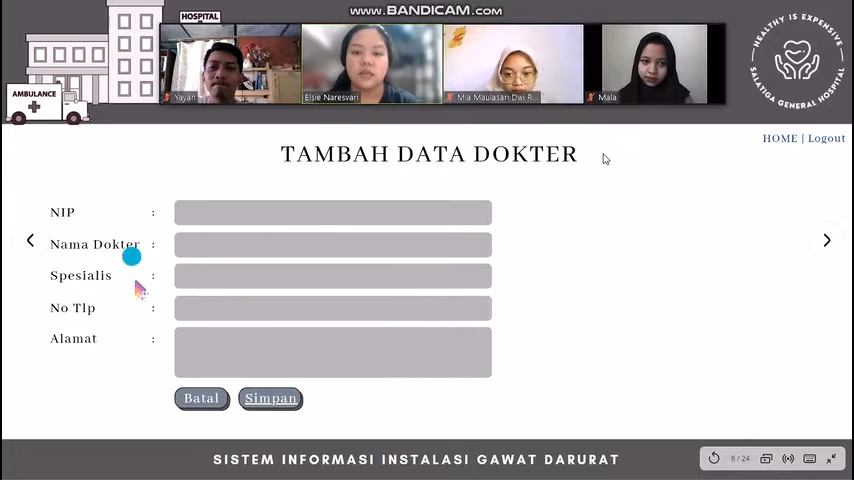 WWW.BANDICAM.COM
HOSPITAL
AMBULANCE
Yayan
Elsie Naresvari
Mia Maulasari Dwi R...
Mala
HEALTHY IS EXPENSIVE
SALATIGA GENERAL HOSPITAL
HOME | Logout
TAMBAH DATA DOKTER
NIP :
Nama Dokter :
Spesialis :
No Tlp :
Alamat :
Batal
Simpan
SISTEM INFORMASI INSTALASI GAWAT DARURAT
8/24